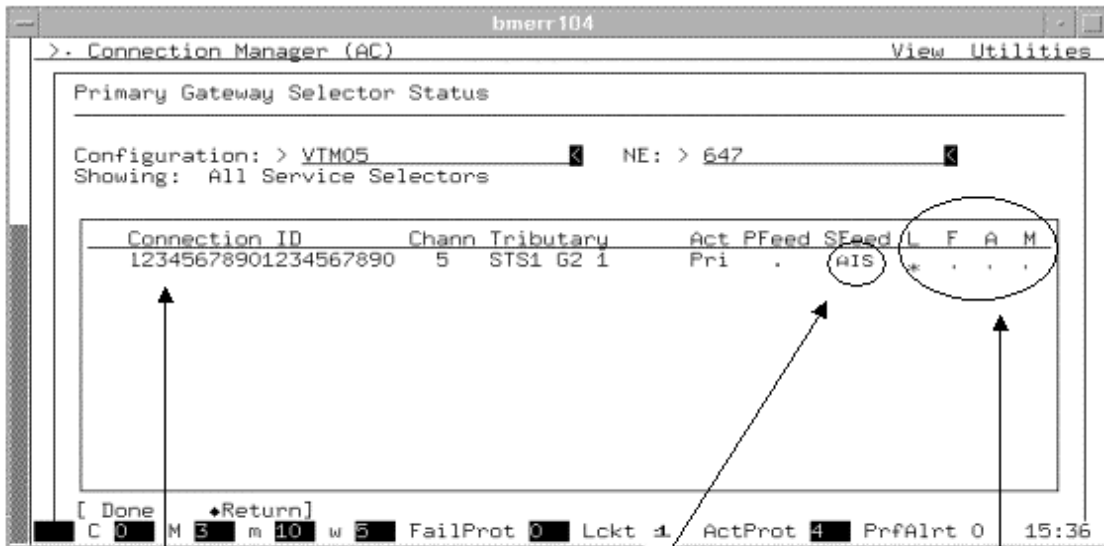 bmerr104
>. Connection Manager (AC) View Utilities
Primary Gateway Selector Status
Configuration: > VTM05 < NE: > 647 <
Showing: All Service Selectors
Connection ID Chann Tributary Act PFeed SFeed L F A M
12345678901234567890 5 STS1 G2 1 Pri . AIS * . . .
[ Done ◆Return]
C 0 M 3 m 10 w 5 FailProt 0 Lckt 1 ActProt 4 PrfAlrt 0 15:36